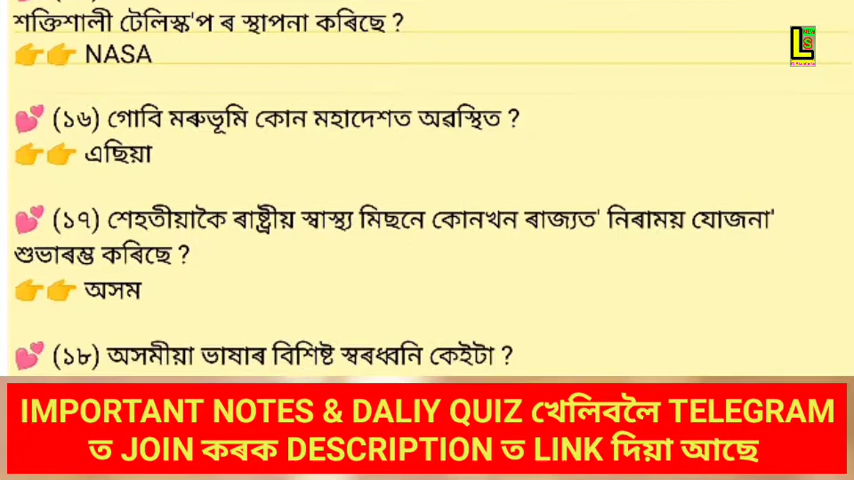 শক্তিশালী টেলিস্ক'প ৰ স্থাপনা কৰিছে ?
👉👉 NASA
💕 (১৬) গোবি মৰুভূমি কোন মহাদেশত অৱস্থিত ?
👉👉 এছিয়া
💕 (১৭) শেহতীয়াকৈ ৰাষ্ট্ৰীয় স্বাস্থ্য মিছনে কোনখন ৰাজ্যত' নিৰাময় যোজনা'
শুভাৰম্ভ কৰিছে ?
👉👉 অসম
💕 (১৮) অসমীয়া ভাষাৰ বিশিষ্ট স্বৰধ্বনি কেইটা ?
IMPORTANT NOTES & DALIY QUIZ খেলিবলৈ TELEGRAM
ত JOIN কৰক DESCRIPTION ত LINK দিয়া আছে